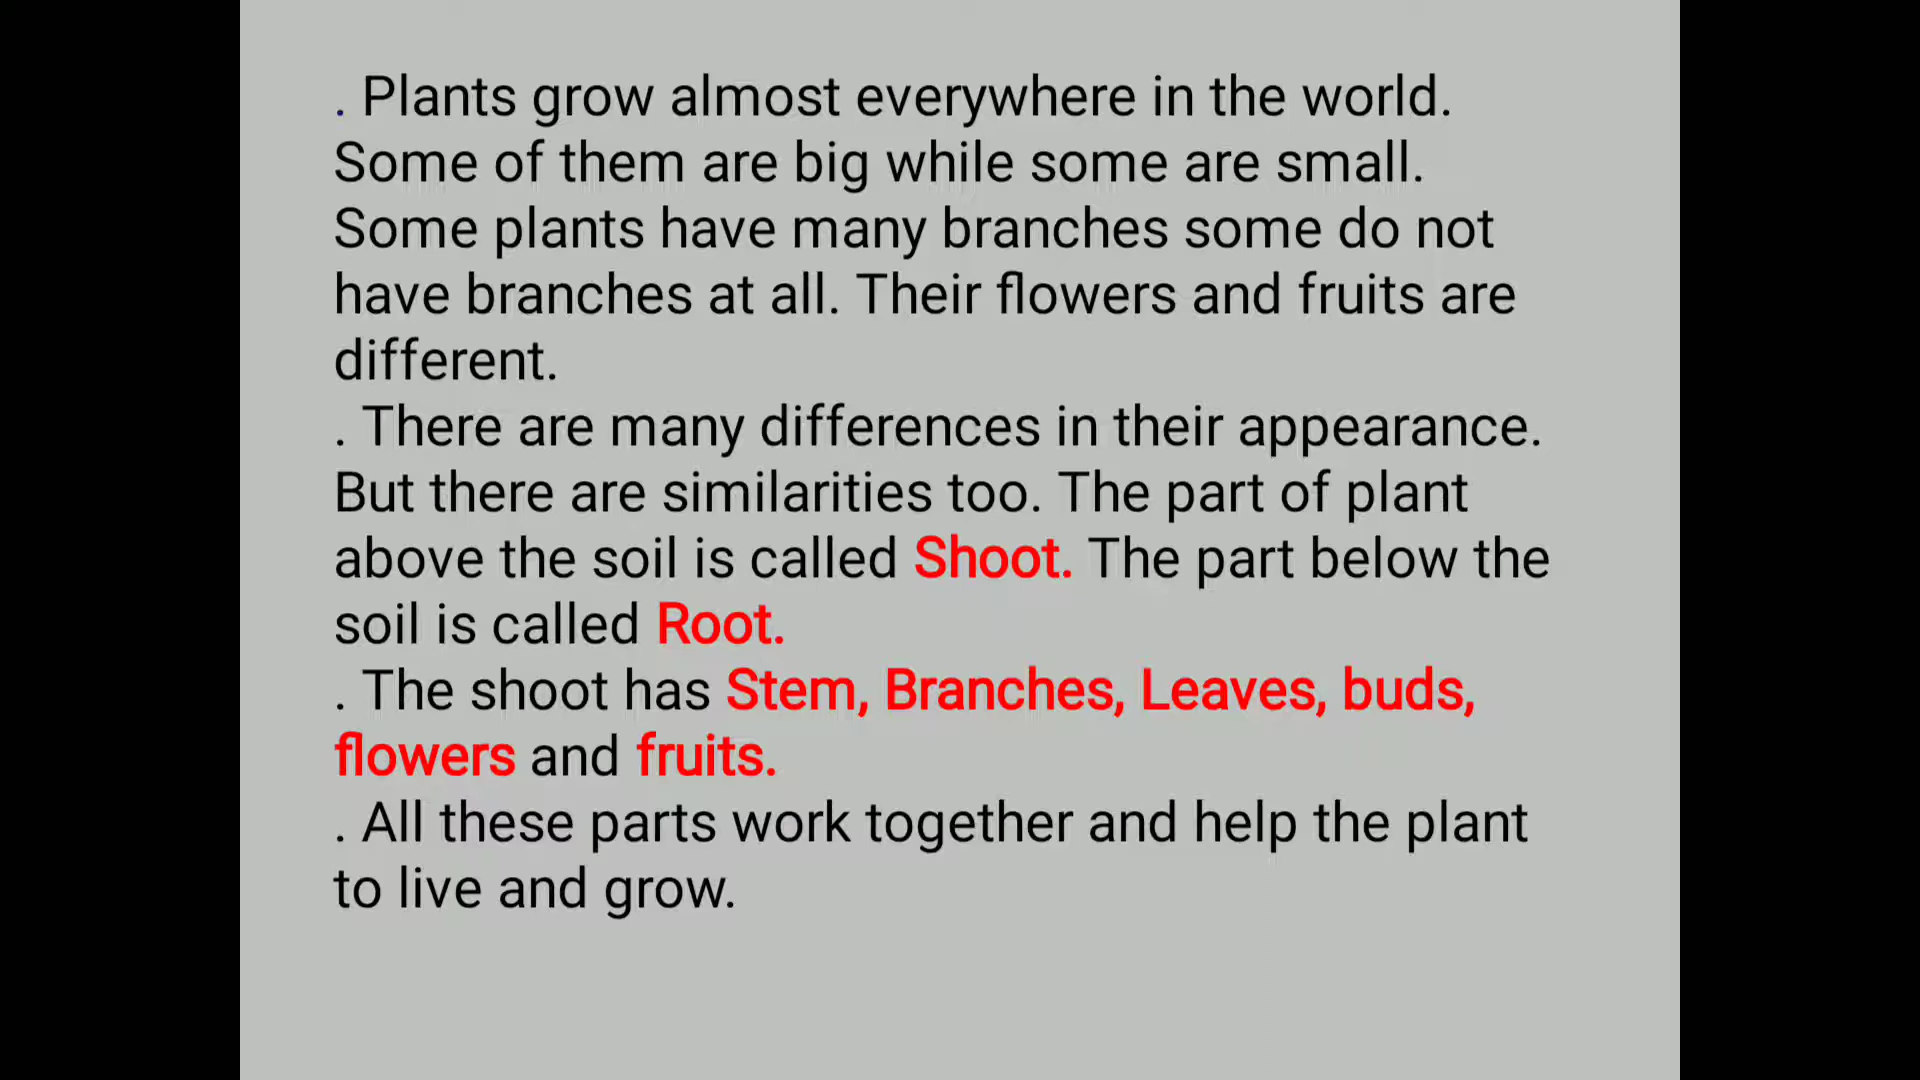 . Plants grow almost everywhere in the world.
Some of them are big while some are small.
Some plants have many branches some do not
have branches at all. Their flowers and fruits are
different.
. There are many differences in their appearance.
But there are similarities too. The part of plant
above the soil is called Shoot. The part below the
soil is called Root.
. The shoot has Stem, Branches, Leaves, buds,
flowers and fruits.
. All these parts work together and help the plant
to live and grow.